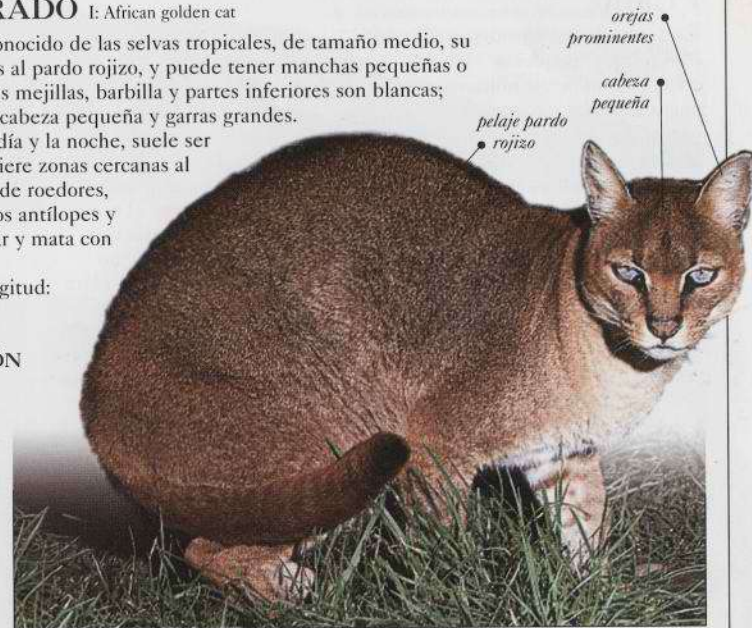 RADO I: African golden cat
onocido de las selvas tropicales, de tamaño medio, su
s al pardo rojizo, y puede tener manchas pequeñas o
s mejillas, barbilla y partes inferiores son blancas;
cabeza pequeña y garras grandes.
día y la noche, suele ser
iere zonas cercanas al
de roedores,
os antílopes y
ar y mata con
gitud:
ON
orejas
prominentes
cabeza
pequeña
pelaje pardo
rojizo